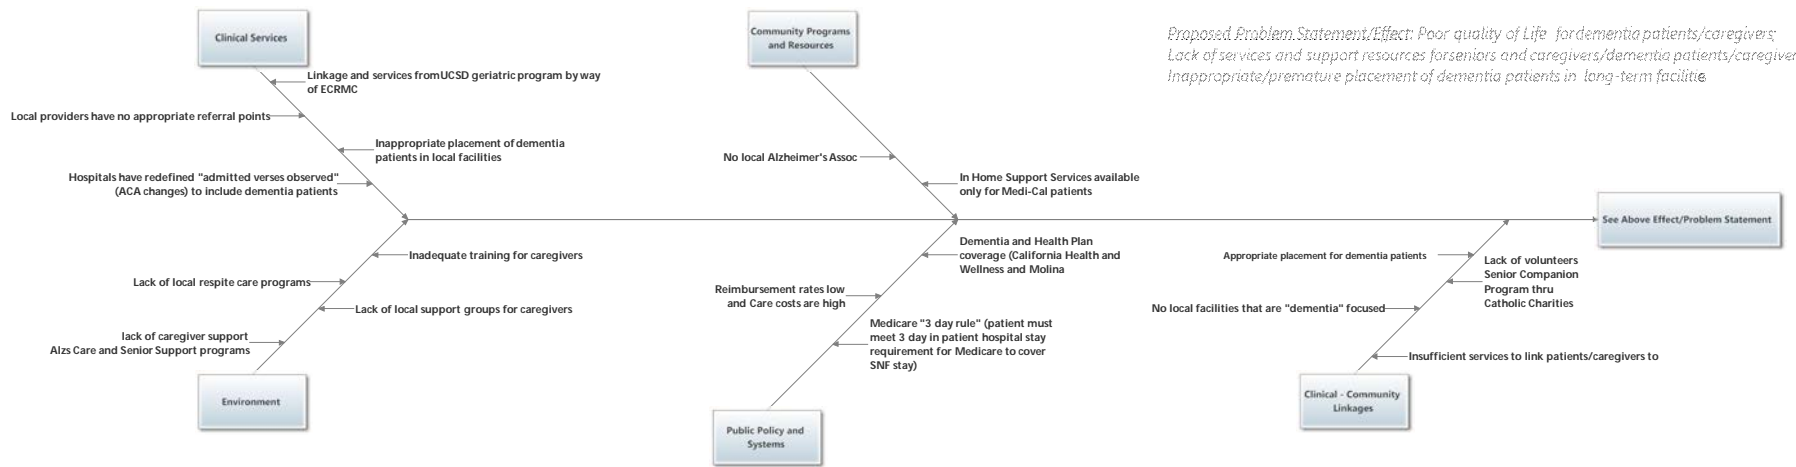 Clinical Services
Community Programs
and Resources
Proposed Problem Statement/Effect: Poor quality of Life fordementia patients/caregivers;
Lack of services and support resources forseniors and caregivers/dementia patients/caregiver
Inappropriate/premature placement of dementia patients in long-term facilitie
Linkage and services fromUCSD geriatric program by way
of ECRMC
Local providers have no appropriate referral points
Inappropriate placement of dementia
patients in local facilities
Hospitals have redefined "admitted verses observed"
(ACA changes) to include dementia patients
No local Alzheimer's Assoc
In Home Support Services available
only for Medi-Cal patients
See Above Effect/Problem Statement
Inadequate training for caregivers
Lack of local respite care programs
Lack of local support groups for caregivers
lack of caregiver support
Alzs Care and Senior Support programs
Environment
Dementia and Health Plan
coverage (California Health and
Wellness and Molina
Reimbursement rates low
and Care costs are high
Medicare "3 day rule" (patient must
meet 3 day in patient hospital stay
requirement for Medicare to cover
SNF stay)
Public Policy and
Systems
Appropriate placement for dementia patients
Lack of volunteers
Senior Companion
Program thru
Catholic Charities
No local facilities that are "dementia" focused
Insufficient services to link patients/caregivers to
Clinical - Community
Linkages